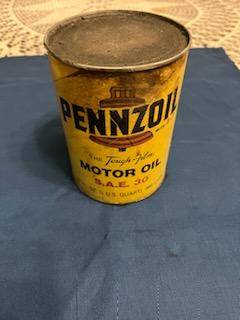 PENNZOIL
THE Tough-Film
MOTOR OIL
S.A.E. 30